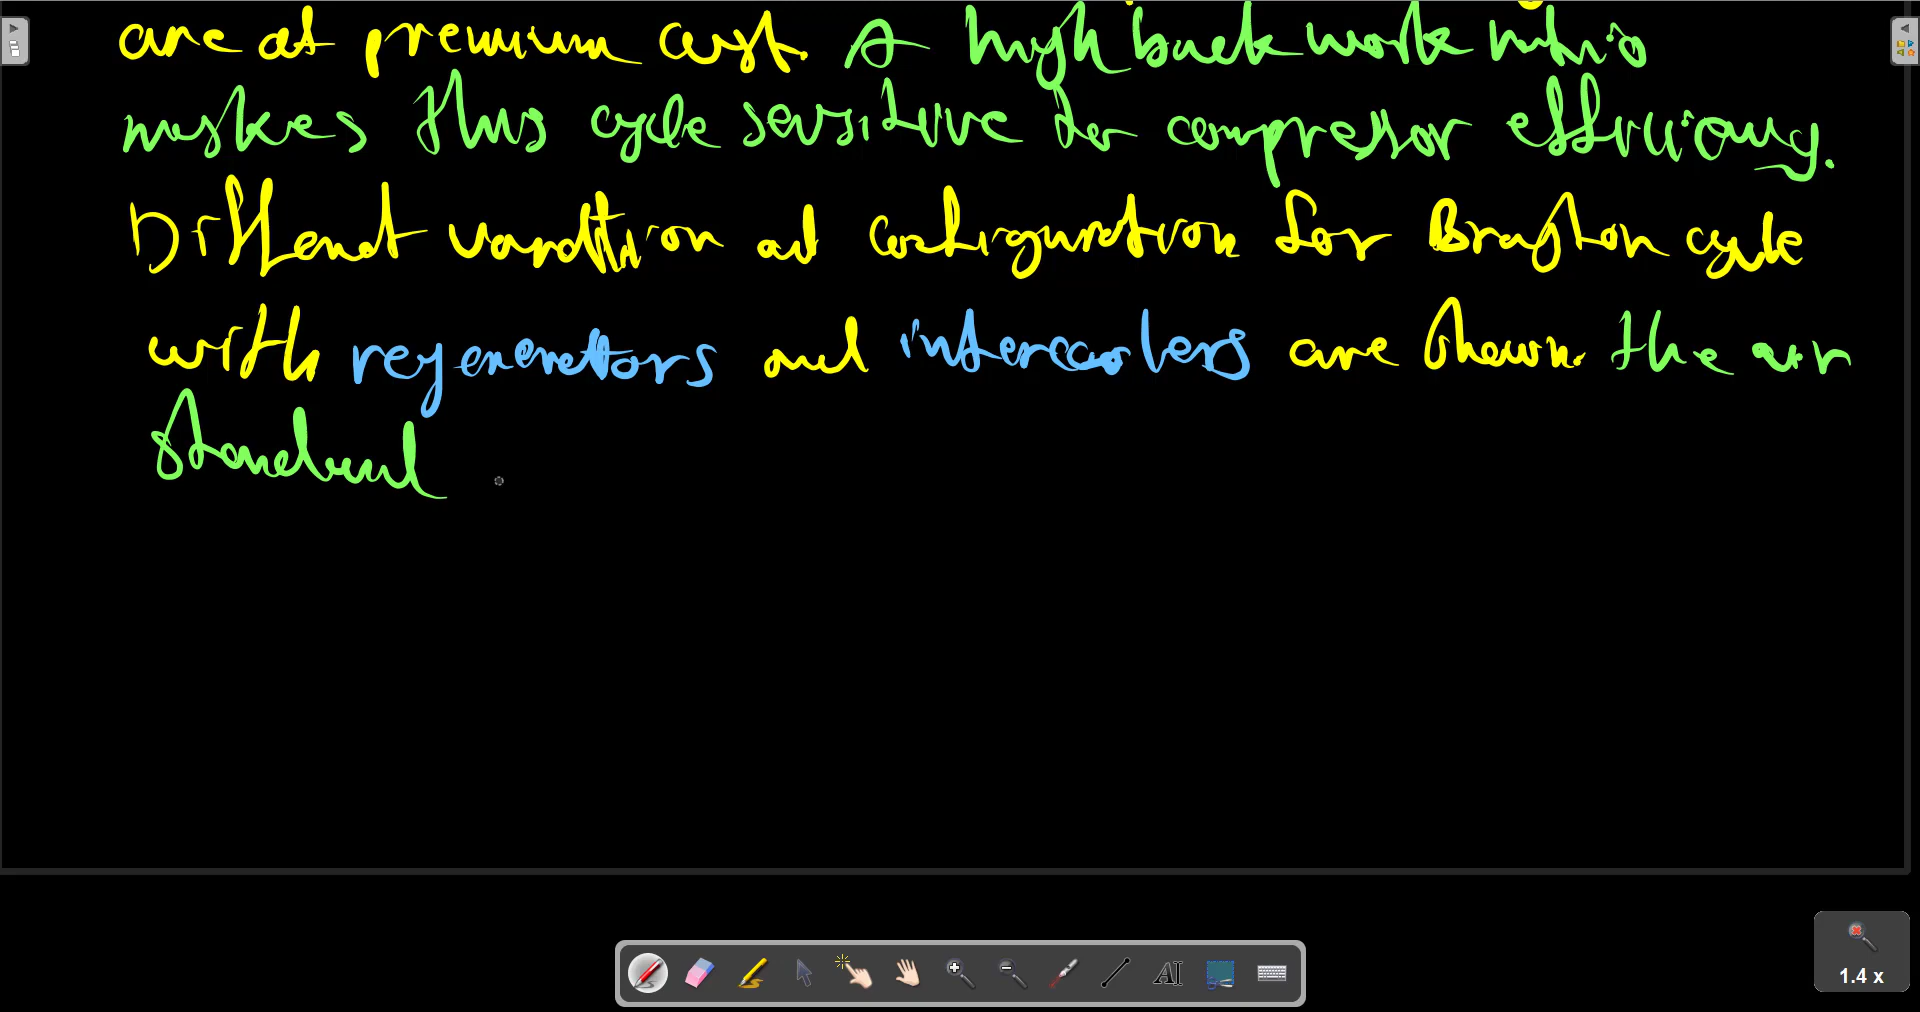 are at premium cost. A high back work ratio
makes this cycle sensitive to compressor efficiency.
Different variation and configuration for Brayton cycle
with regenerators and intercoolers are shown. The air
standard
AI
1.4 x